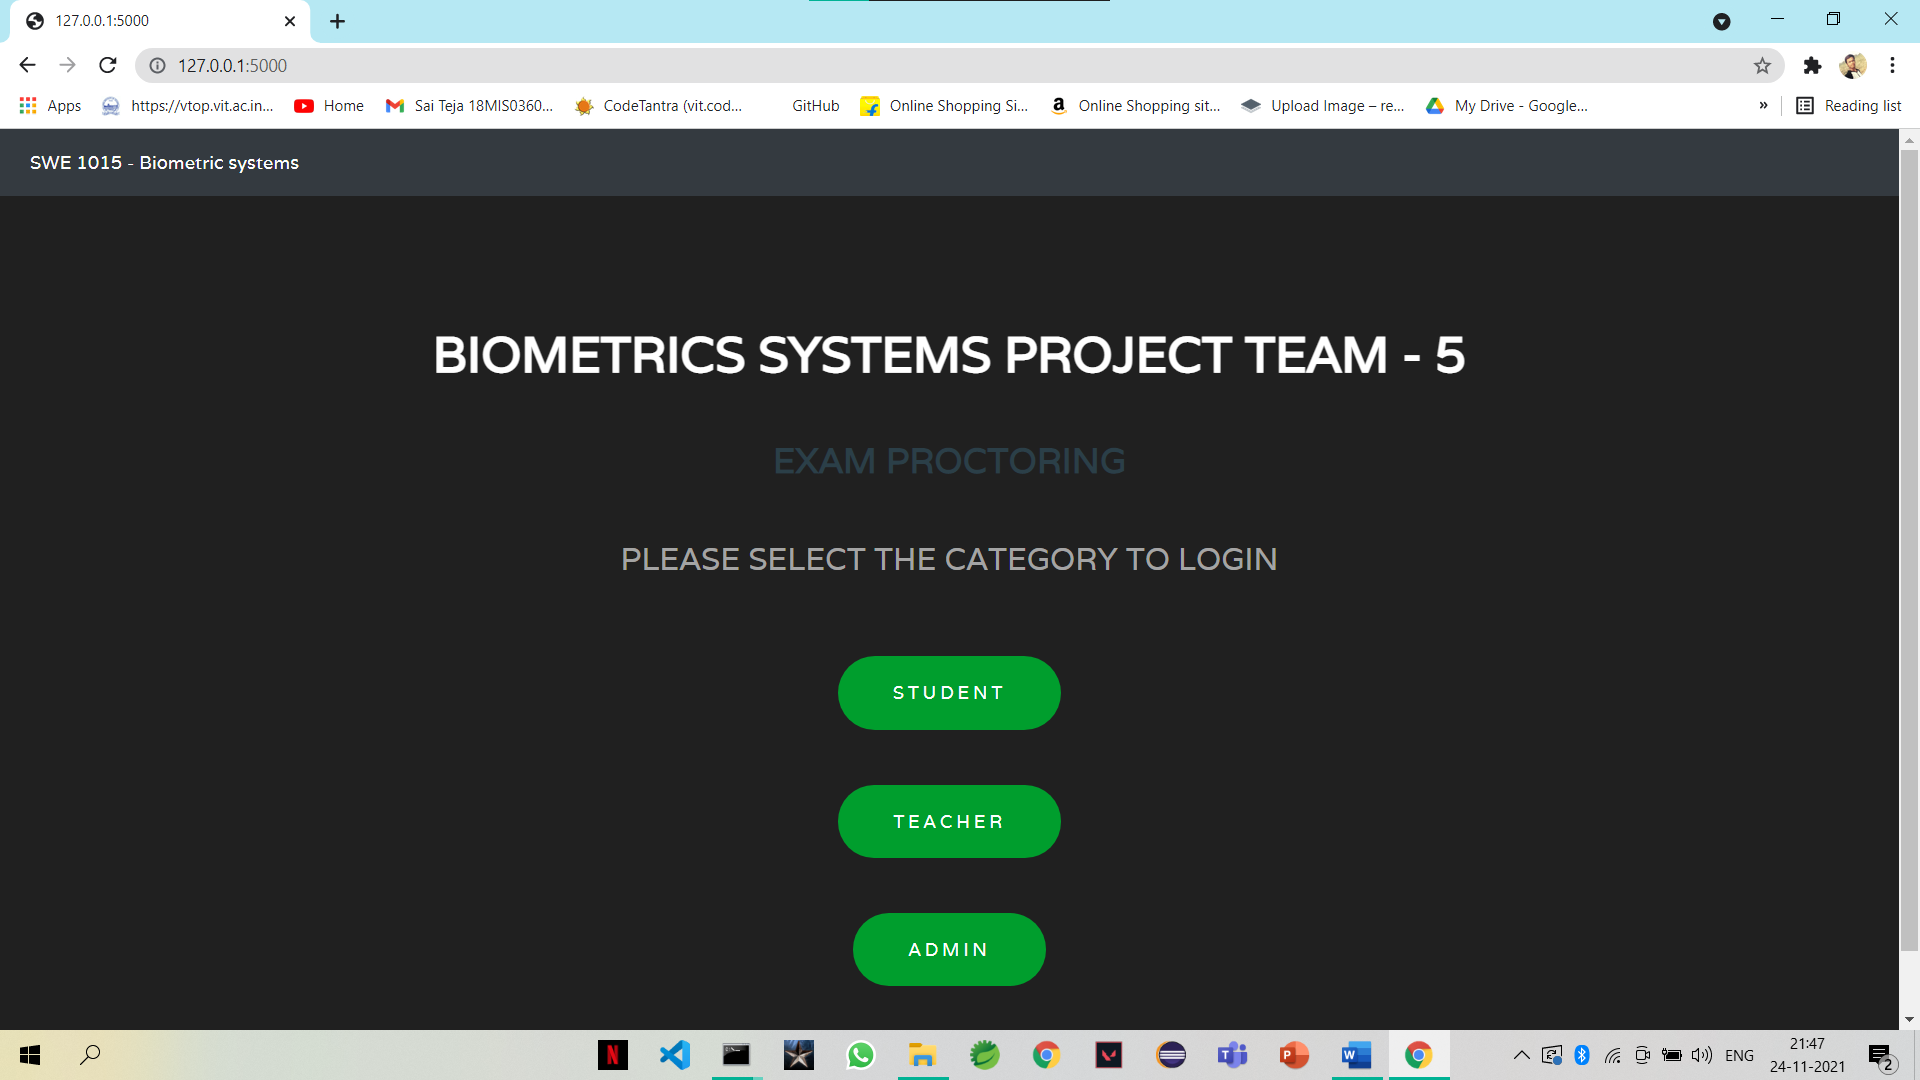 127.0.0.1:5000
127.0.0.1:5000
Apps
https://vtop.vit.ac.in...
Home
Sai Teja 18MIS0360...
CodeTantra (vit.cod...
GitHub
Online Shopping Si...
Online Shopping sit...
Upload Image – re...
My Drive - Google...
»
Reading list
SWE 1015 - Biometric systems
BIOMETRICS SYSTEMS PROJECT TEAM - 5
EXAM PROCTORING
PLEASE SELECT THE CATEGORY TO LOGIN
STUDENT
TEACHER
ADMIN
ENG
21:47
24-11-2021
2